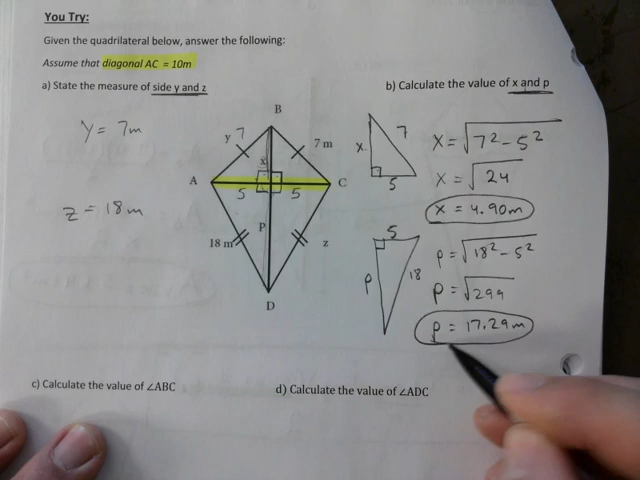 You Try:
Given the quadrilateral below, answer the following:
Assume that diagonal AC = 10m
a) State the measure of side y and z
b) Calculate the value of x and p
y = 7m
z = 18m
B
y 7
7 m
x
A
C
5
5
P
18 m
z
D
x
7
5
x = √7² - 5²
x = √24
x = 4.90m
5
p
18
p = √18² - 5²
p = √299
p = 17.29m
c) Calculate the value of ∠ABC
d) Calculate the value of ∠ADC